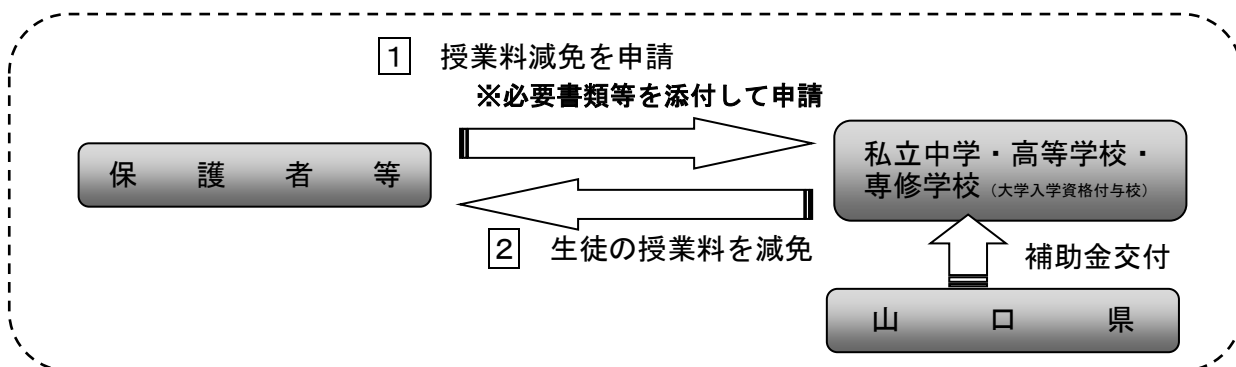 1 授業料減免を申請
※必要書類等を添付して申請
保護者等
私立中学・高等学校・
専修学校（大学入学資格付与校）
2 生徒の授業料を減免
補助金交付
山口県